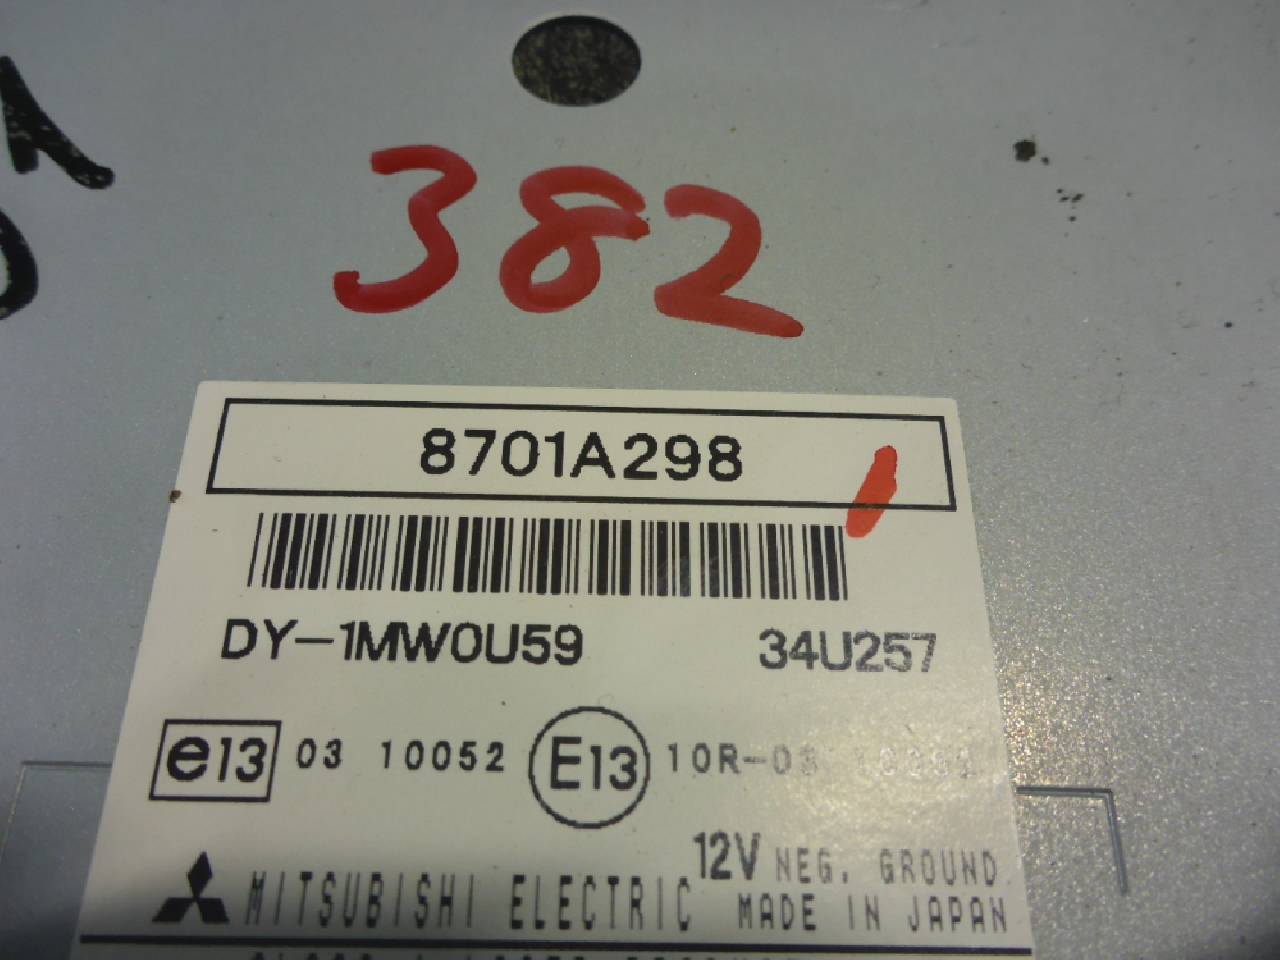 382
8701A298
DY-1MW0U59 34U257
e13 03 10052 E13 10R-03
12V NEG. GROUND
MITSUBISHI ELECTRIC MADE IN JAPAN